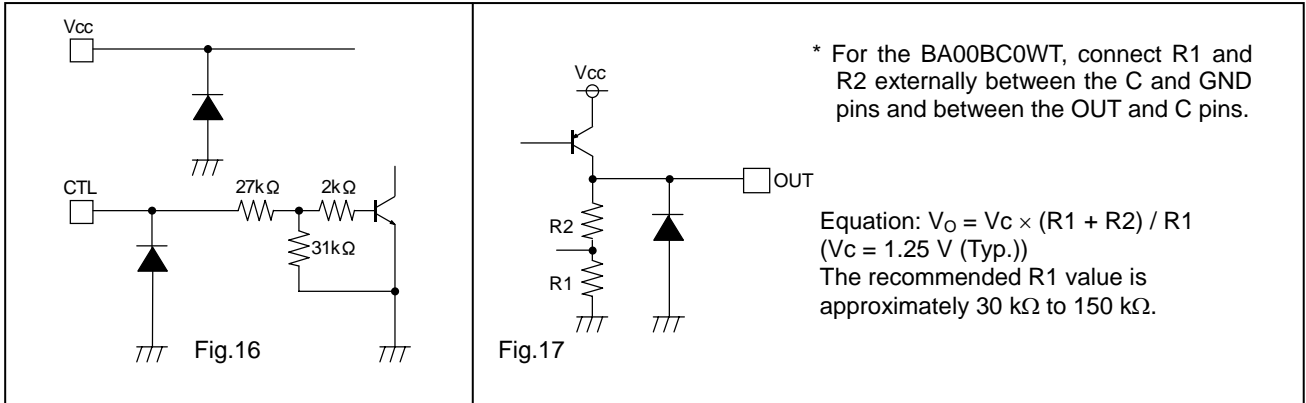 Vcc
CTL
27kΩ
2kΩ
31kΩ
Fig.16
Vcc
OUT
R2
R1
Fig.17
* For the BA00BC0WT, connect R1 and
R2 externally between the C and GND
pins and between the OUT and C pins.
Equation: VO = Vc × (R1 + R2) / R1
(Vc = 1.25 V (Typ.))
The recommended R1 value is
approximately 30 kΩ to 150 kΩ.